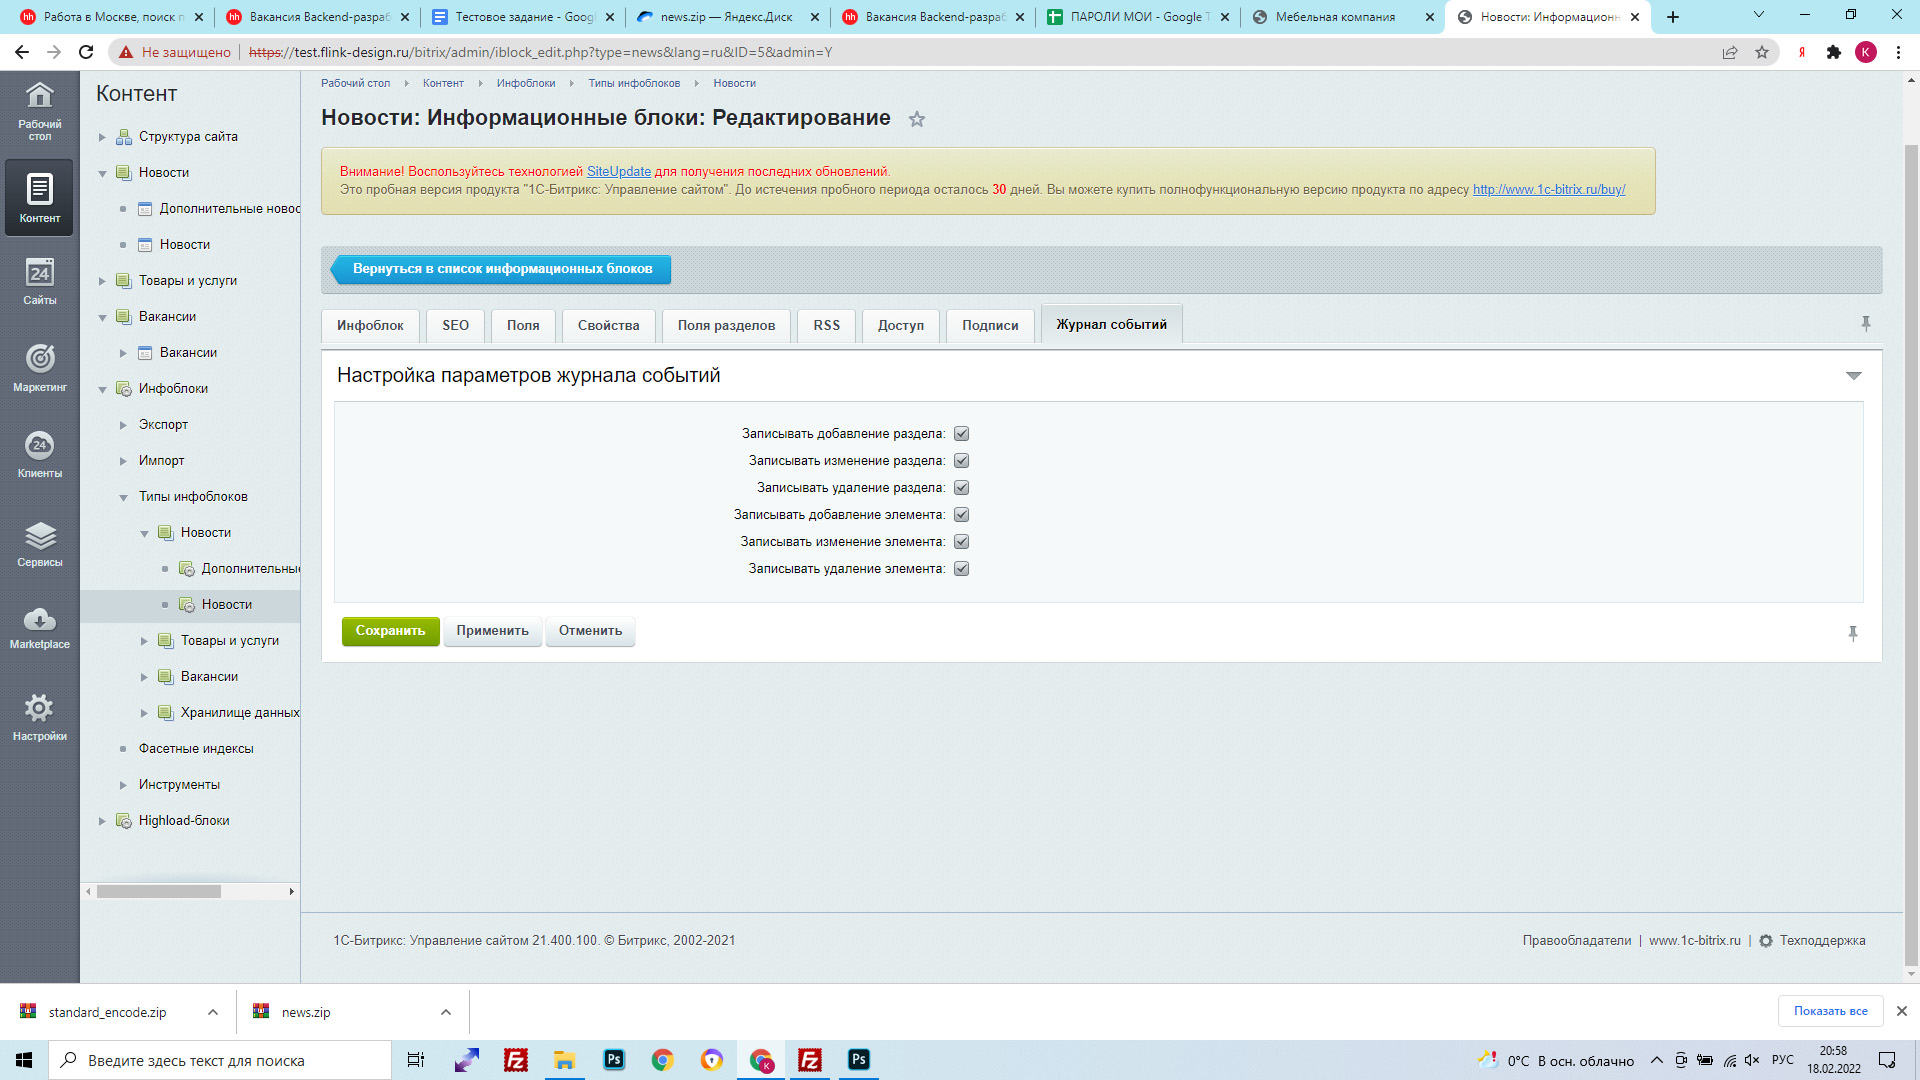 Работа в Москве, поиск п
Вакансия Backend-разраб
Тестовое задание - Goog
news.zip — Яндекс.Диск
Вакансия Backend-разраб
ПАРОЛИ МОИ - Google Т
Мебельная компания
Новости: Информационн
Не защищено
https://test.flink-design.ru/bitrix/admin/iblock_edit.php?type=news&lang=ru&ID=5&admin=Y
Рабочий стол
Контент
Сайты
Маркетинг
Клиенты
Сервисы
Marketplace
Настройки
Контент
Структура сайта
Новости
Дополнительные новос
Новости
Товары и услуги
Вакансии
Вакансии
Инфоблоки
Экспорт
Импорт
Типы инфоблоков
Новости
Дополнительные
Новости
Товары и услуги
Вакансии
Хранилище данных
Фасетные индексы
Инструменты
Highload-блоки
Рабочий стол Контент Инфоблоки Типы инфоблоков Новости
Новости: Информационные блоки: Редактирование
Внимание! Воспользуйтесь технологией SiteUpdate для получения последних обновлений.
Это пробная версия продукта "1С-Битрикс: Управление сайтом". До истечения пробного периода осталось 30 дней. Вы можете купить полнофункциональную версию продукта по адресу http://www.1c-bitrix.ru/buy/
Вернуться в список информационных блоков
Инфоблок SEO Поля Свойства Поля разделов RSS Доступ Подписи Журнал событий
Настройка параметров журнала событий
Записывать добавление раздела:
Записывать изменение раздела:
Записывать удаление раздела:
Записывать добавление элемента:
Записывать изменение элемента:
Записывать удаление элемента:
Сохранить Применить Отменить
1С-Битрикс: Управление сайтом 21.400.100. © Битрикс, 2002-2021
Правообладатели | www.1c-bitrix.ru | Техподдержка
standard_encode.zip
news.zip
Показать все
Введите здесь текст для поиска
0°C В осн. облачно
РУС
20:58
18.02.2022